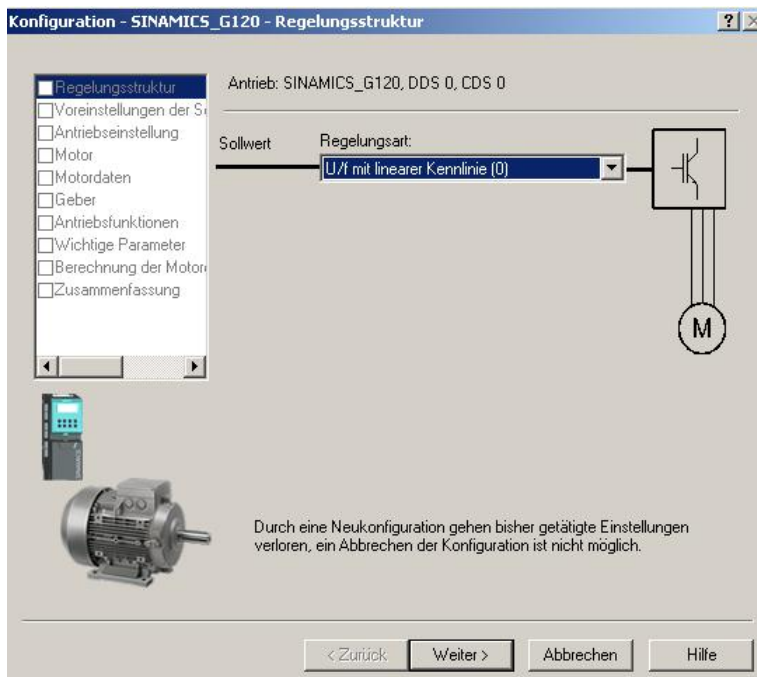 Konfiguration - SINAMICS_G120 - Regelungsstruktur
Regelungsstruktur
Voreinstellungen der S
Antriebseinstellung
Motor
Motordaten
Geber
Antriebsfunktionen
Wichtige Parameter
Berechnung der Motor
Zusammenfassung
Antrieb: SINAMICS_G120, DDS 0, CDS 0
Sollwert
Regelungsart:
U/f mit linearer Kennlinie (0)
M
Durch eine Neukonfiguration gehen bisher getätigte Einstellungen
verloren, ein Abbrechen der Konfiguration ist nicht möglich.
< Zurück
Weiter >
Abbrechen
Hilfe